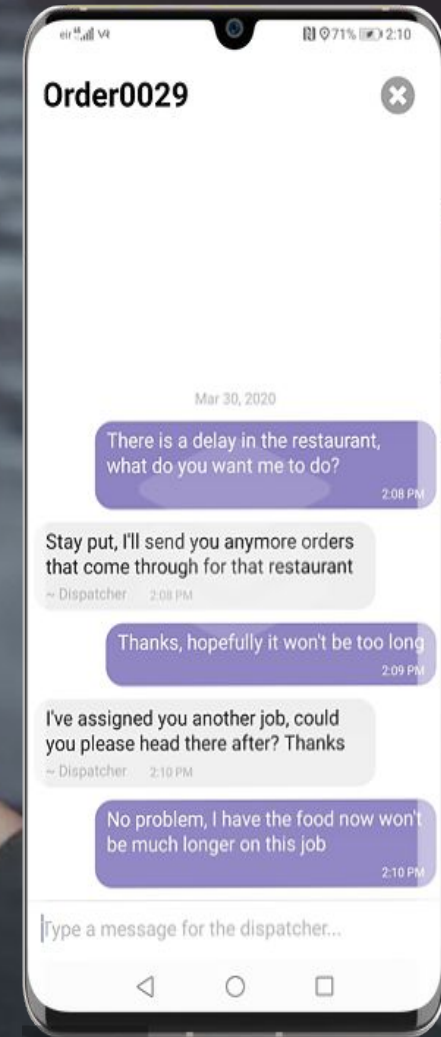 eir VR 71% 2:10
Order0029
Mar 30, 2020
There is a delay in the restaurant,
what do you want me to do?
2:08 PM
Stay put, I'll send you anymore orders
that come through for that restaurant
~ Dispatcher 2:08 PM
Thanks, hopefully it won't be too long
2:09 PM
I've assigned you another job, could
you please head there after? Thanks
~ Dispatcher 2:10 PM
No problem, I have the food now won't
be much longer on this job
2:10 PM
Type a message for the dispatcher...